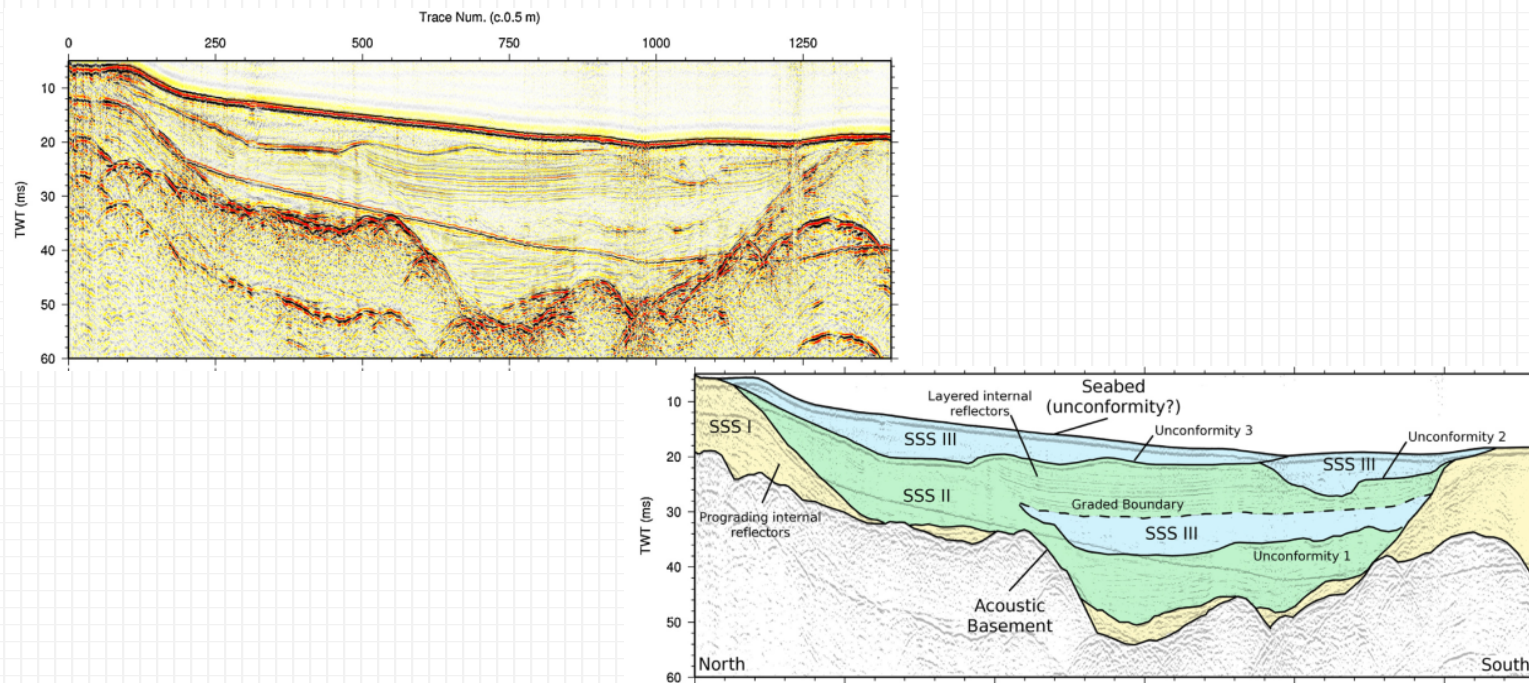 Trace Num. (c.0.5 m)
0 250 500 750 1000 1250
10
20
30
40
50
60
TWT (ms)
Seabed
(unconformity?)
Layered internal
reflectors
Unconformity 3
Unconformity 2
10
20
30
40
50
60
TWT (ms)
SSS I
SSS III
SSS III
SSS II
Graded Boundary
SSS III
Prograding internal
reflectors
Unconformity 1
Acoustic
Basement
North
South